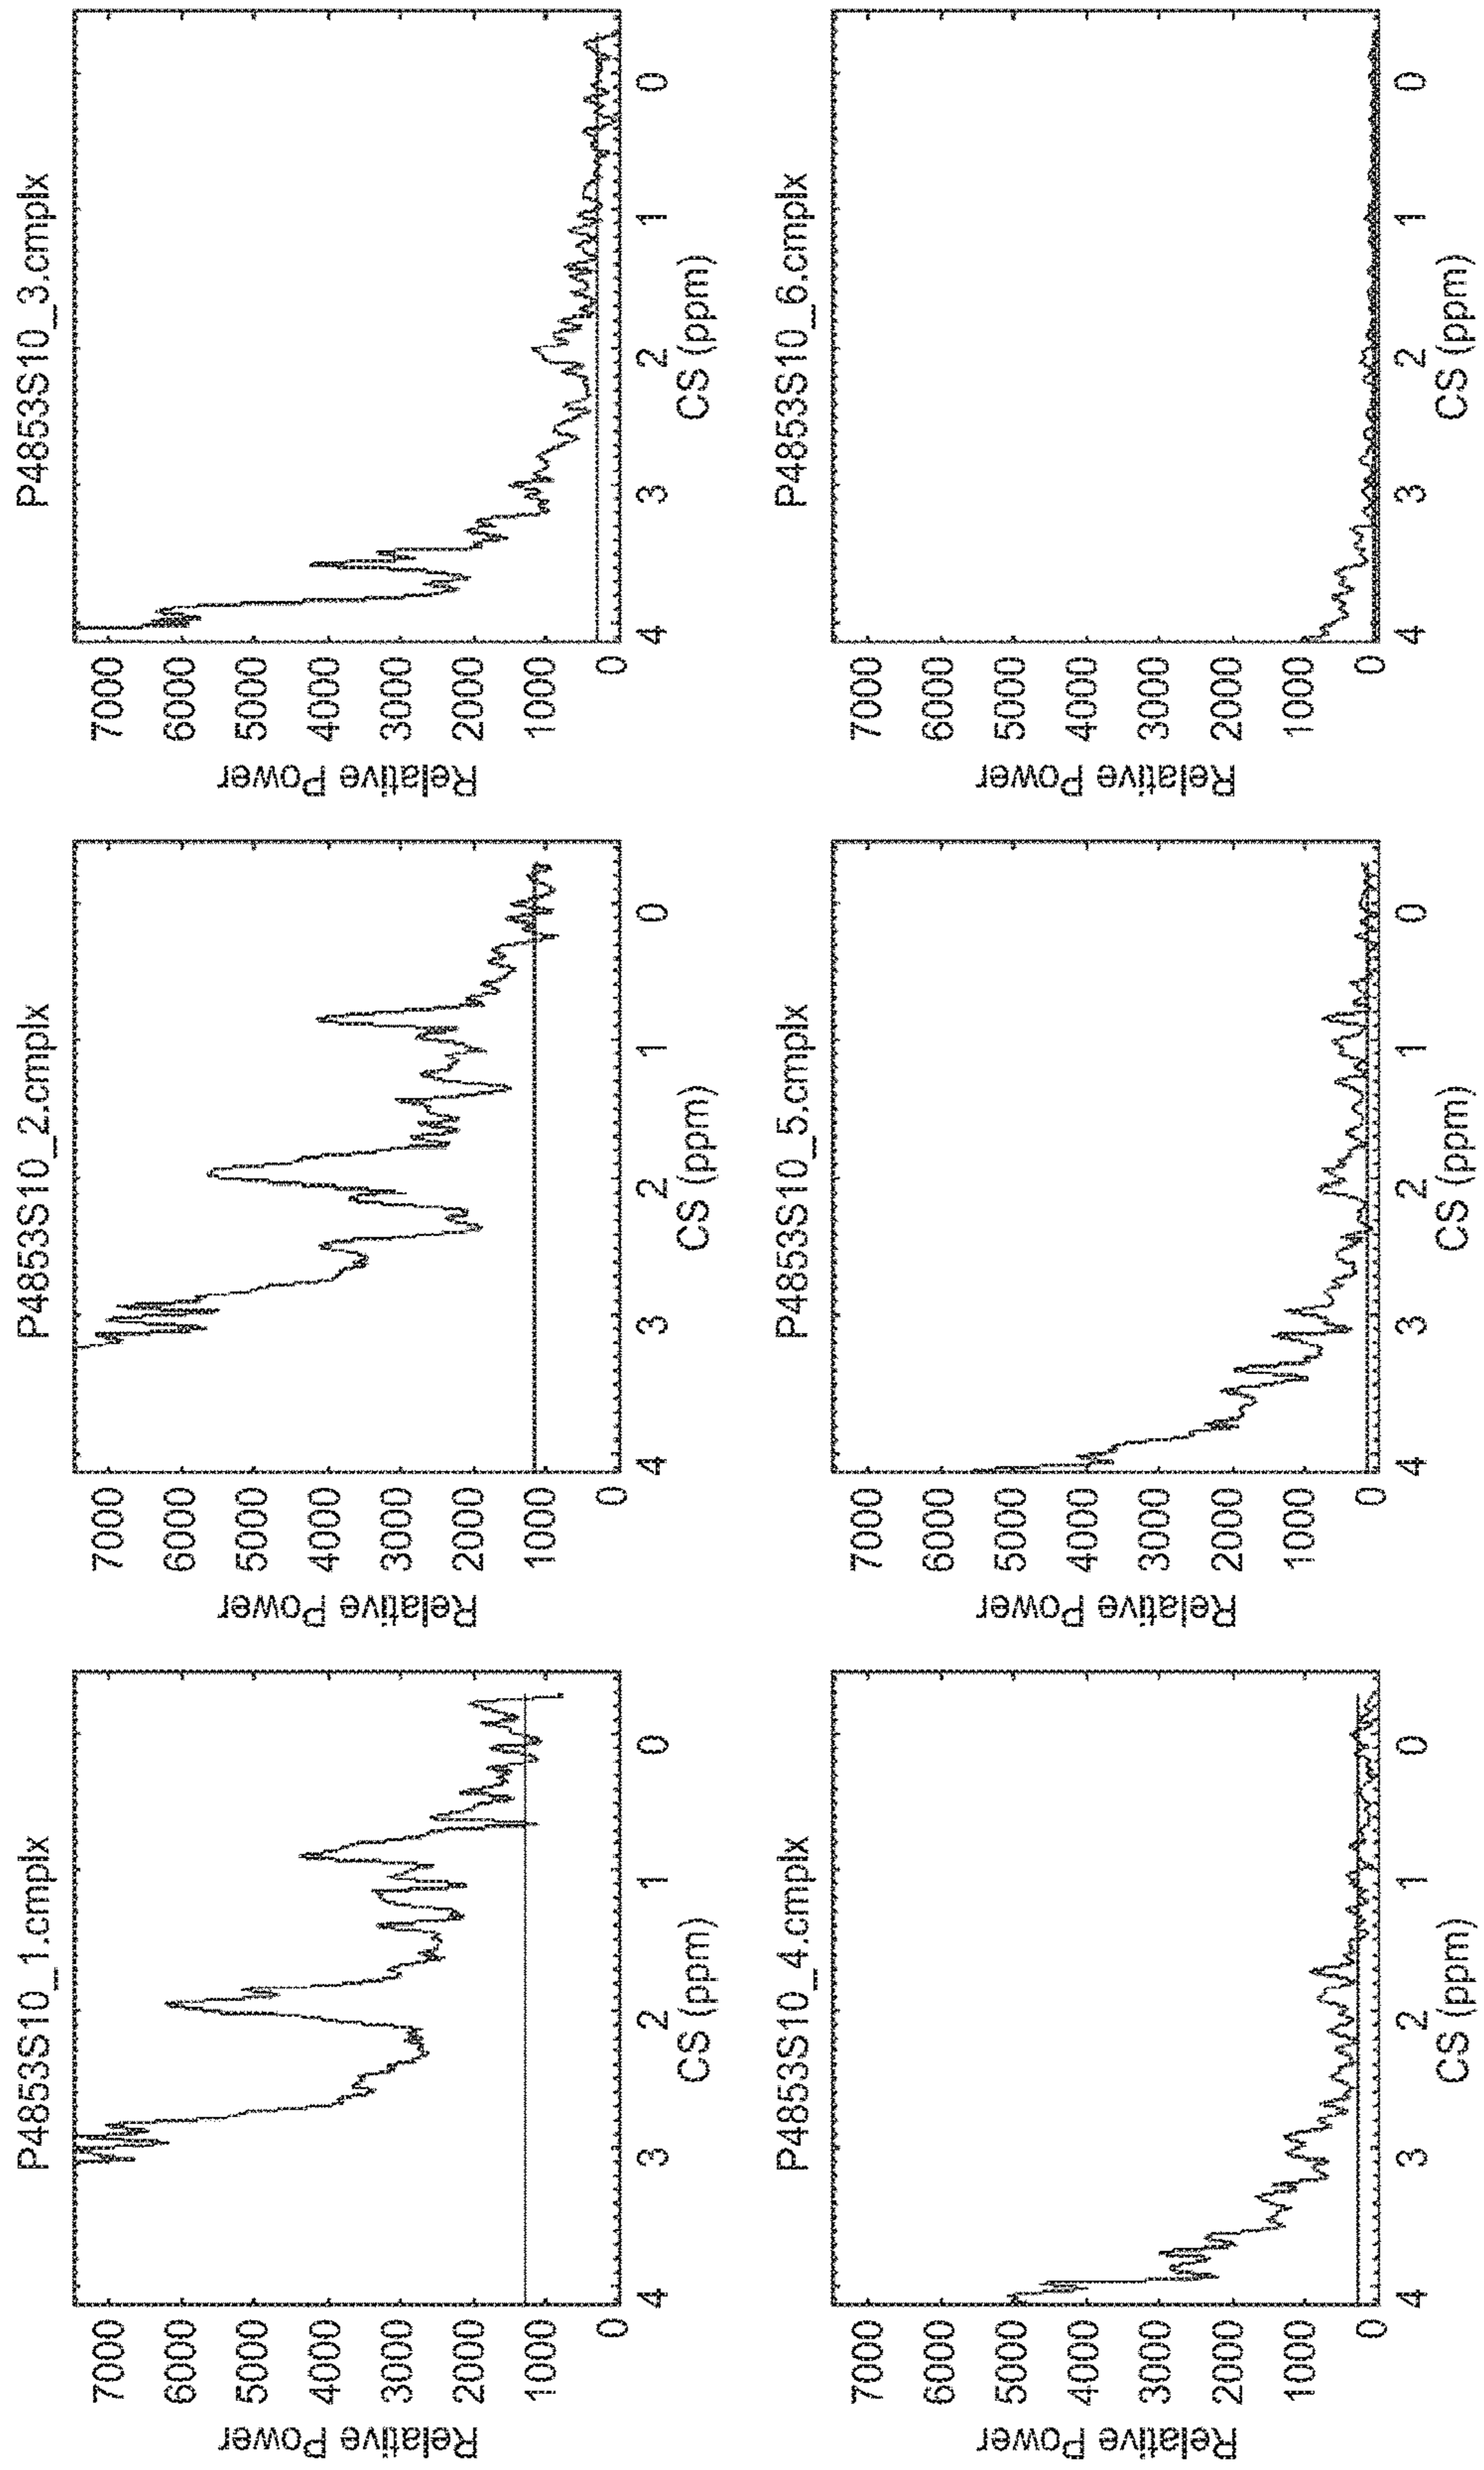 P4853S10_1.cmplx
Relative Power
7000
6000
5000
4000
3000
2000
1000
0
4 3 2 1 0
CS (ppm)
P4853S10_2.cmplx
Relative Power
7000
6000
5000
4000
3000
2000
1000
0
4 3 2 1 0
CS (ppm)
P4853S10_3.cmplx
Relative Power
7000
6000
5000
4000
3000
2000
1000
0
4 3 2 1 0
CS (ppm)
P4853S10_4.cmplx
Relative Power
7000
6000
5000
4000
3000
2000
1000
0
4 3 2 1 0
CS (ppm)
P4853S10_5.cmplx
Relative Power
7000
6000
5000
4000
3000
2000
1000
0
4 3 2 1 0
CS (ppm)
P4853S10_6.cmplx
Relative Power
7000
6000
5000
4000
3000
2000
1000
0
4 3 2 1 0
CS (ppm)